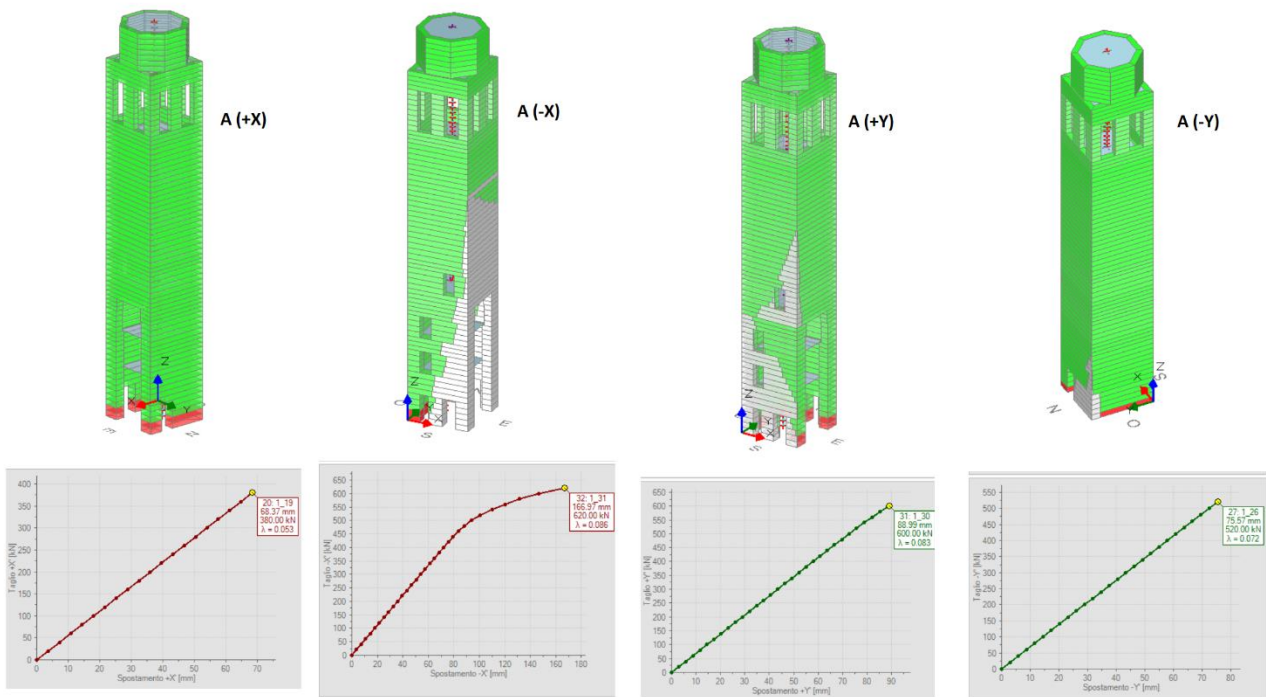 A (+X)
A (-X)
A (+Y)
A (-Y)
Z
X
Y
E
N
Z
O
X
S
E
Z
Y
X
S
E
N
S
Z
X
N
O
Taglio +X' [kN]
400
350
300
250
200
150
100
50
0
20: 1_19
68.37 mm
380.00 kN
λ = 0.053
0 10 20 30 40 50 60 70
Spostamento +X' [mm]
Taglio -X' [kN]
650
600
550
500
450
400
350
300
250
200
150
100
50
0
32: 1_31
166.97 mm
620.00 kN
λ = 0.086
0 20 40 60 80 100 120 140 160 180
Spostamento -X' [mm]
Taglio +Y' [kN]
650
600
550
500
450
400
350
300
250
200
150
100
50
0
31: 1_30
88.99 mm
600.00 kN
λ = 0.083
0 10 20 30 40 50 60 70 80 90
Spostamento +Y' [mm]
Taglio -Y' [kN]
550
500
450
400
350
300
250
200
150
100
50
0
27: 1_26
75.57 mm
520.00 kN
λ = 0.072
0 10 20 30 40 50 60 70 80
Spostamento -Y' [mm]